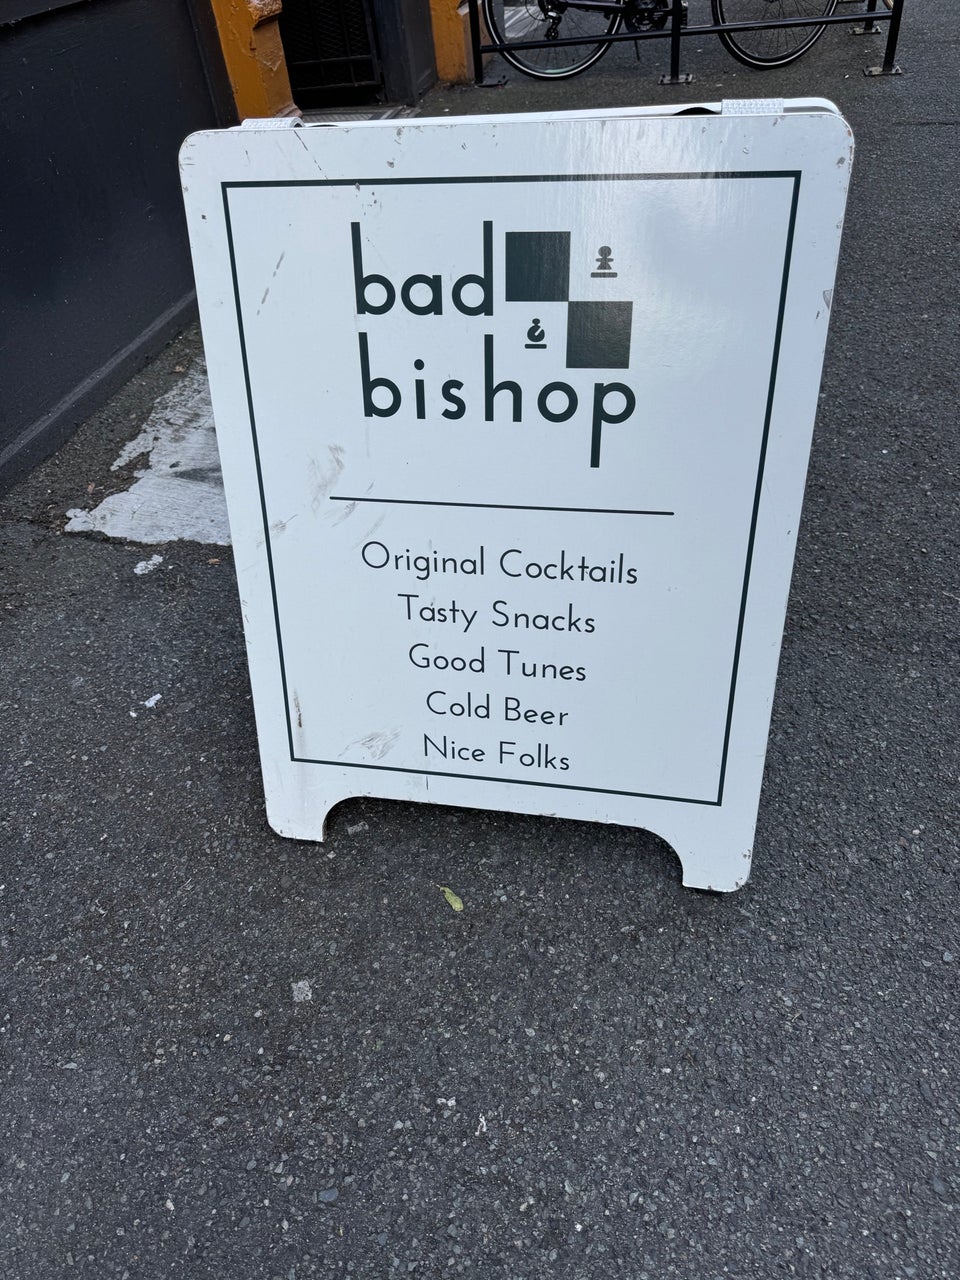 bad
bishop
Original Cocktails
Tasty Snacks
Good Tunes
Cold Beer
Nice Folks